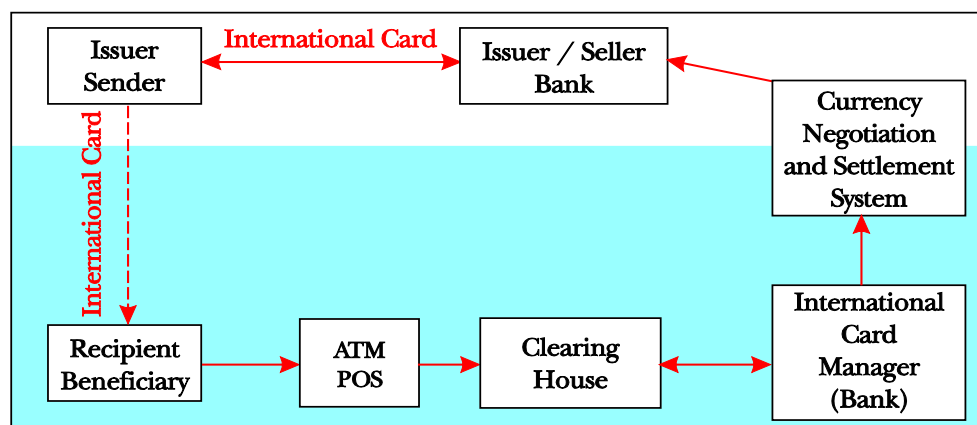 International Card
Issuer
Sender
Issuer / Seller
Bank
Currency
Negotiation
and Settlement
System
International Card
Recipient
Beneficiary
ATM
POS
Clearing
House
International
Card
Manager
(Bank)